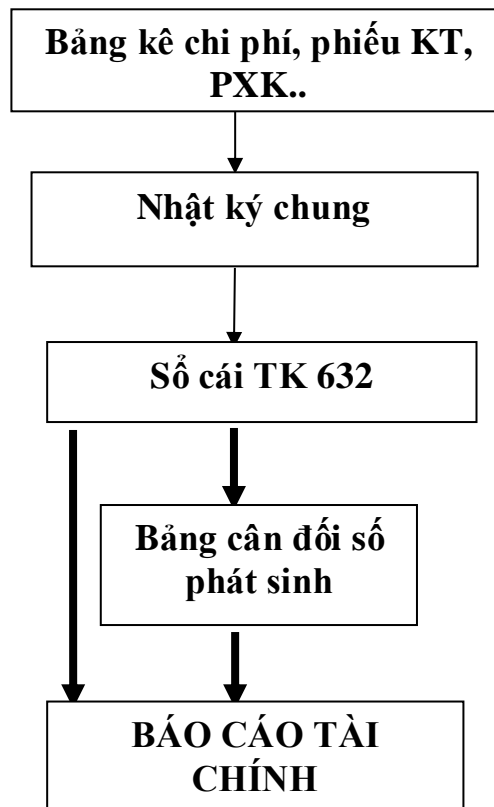 Bảng kê chi phí, phiếu KT,
PXK..
Nhật ký chung
Sổ cái TK 632
Bảng cân đối số
phát sinh
BÁO CÁO TÀI
CHÍNH